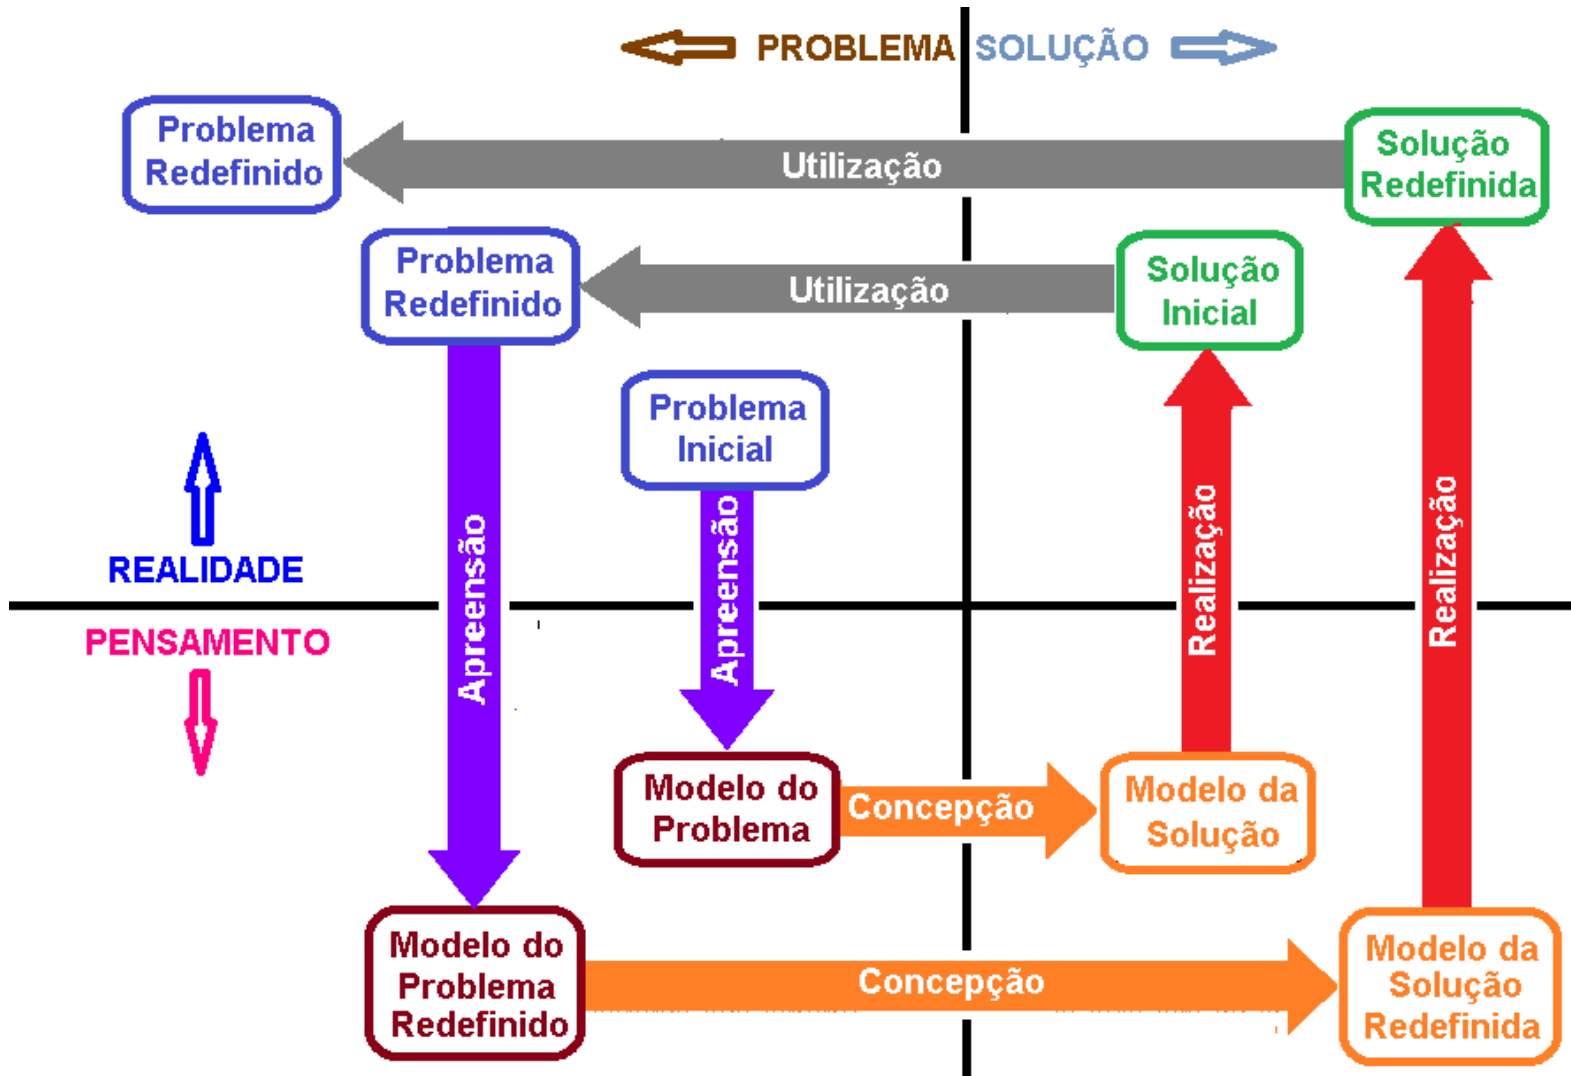 PROBLEMA SOLUÇÃO
Problema
Redefinido
Utilização
Solução
Redefinida
Problema
Redefinido
Utilização
Solução
Inicial
Problema
Inicial
REALIDADE
PENSAMENTO
Apreensão
Apreensão
Realização
Realização
Modelo do
Problema
Concepção
Modelo da
Solução
Modelo do
Problema
Redefinido
Concepção
Modelo da
Solução
Redefinida